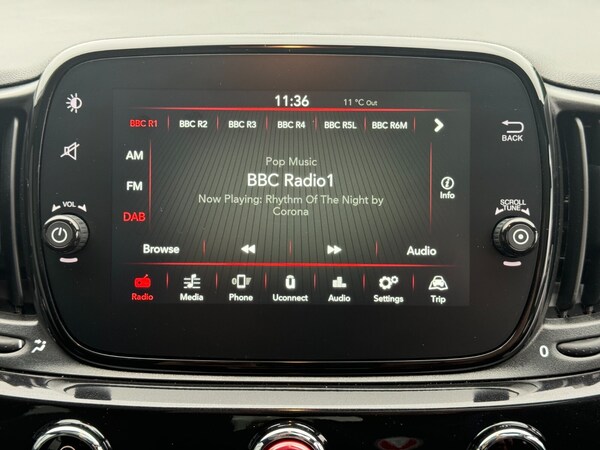 11:36 11 °C Out
BBC R1 BBC R2 BBC R3 BBC R4 BBC R5L BBC R6M
BACK
AM
Pop Music
BBC Radio1
FM
Info
Now Playing: Rhythm Of The Night by
Corona
VOL
SCROLL
TUNE
DAB
Browse Audio
Radio Media Phone Uconnect Audio Settings Trip
0